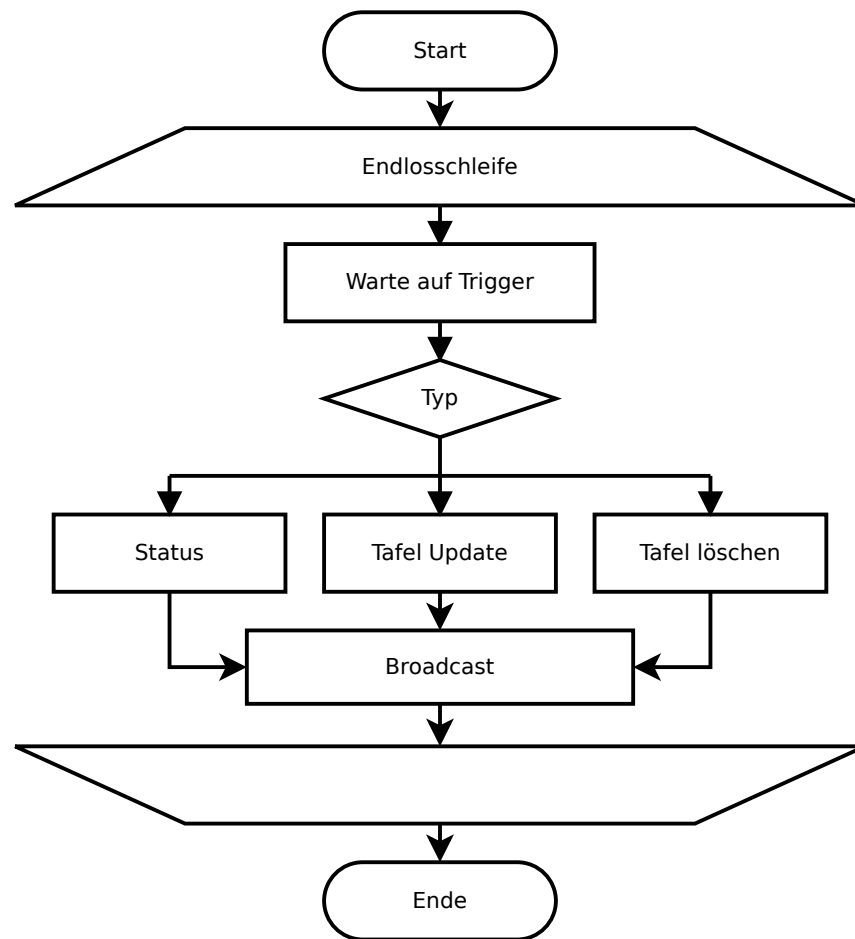 Start
Endlosschleife
Warte auf Trigger
Typ
Status
Tafel Update
Tafel löschen
Broadcast
Ende